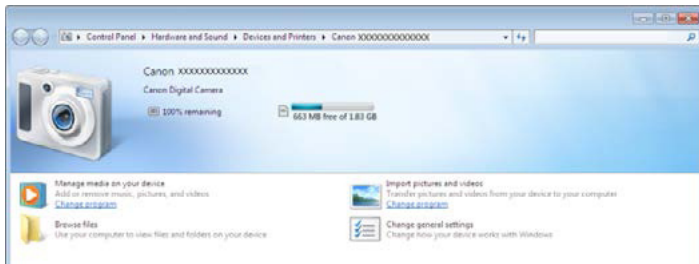 Control Panel ▸ Hardware and Sound ▸ Devices and Printers ▸ Canon XXXXXXXXXXXXXX
Canon XXXXXXXXXXXXX
Canon Digital Camera
100% remaining
663 MB free of 1.83 GB
Manage media on your device
Add or remove music, pictures, and videos
Change program
Import pictures and videos
Transfer pictures and videos from your device to your computer
Change program
Browse files
Use your computer to view files and folders on your device
Change general settings
Change how your device works with Windows